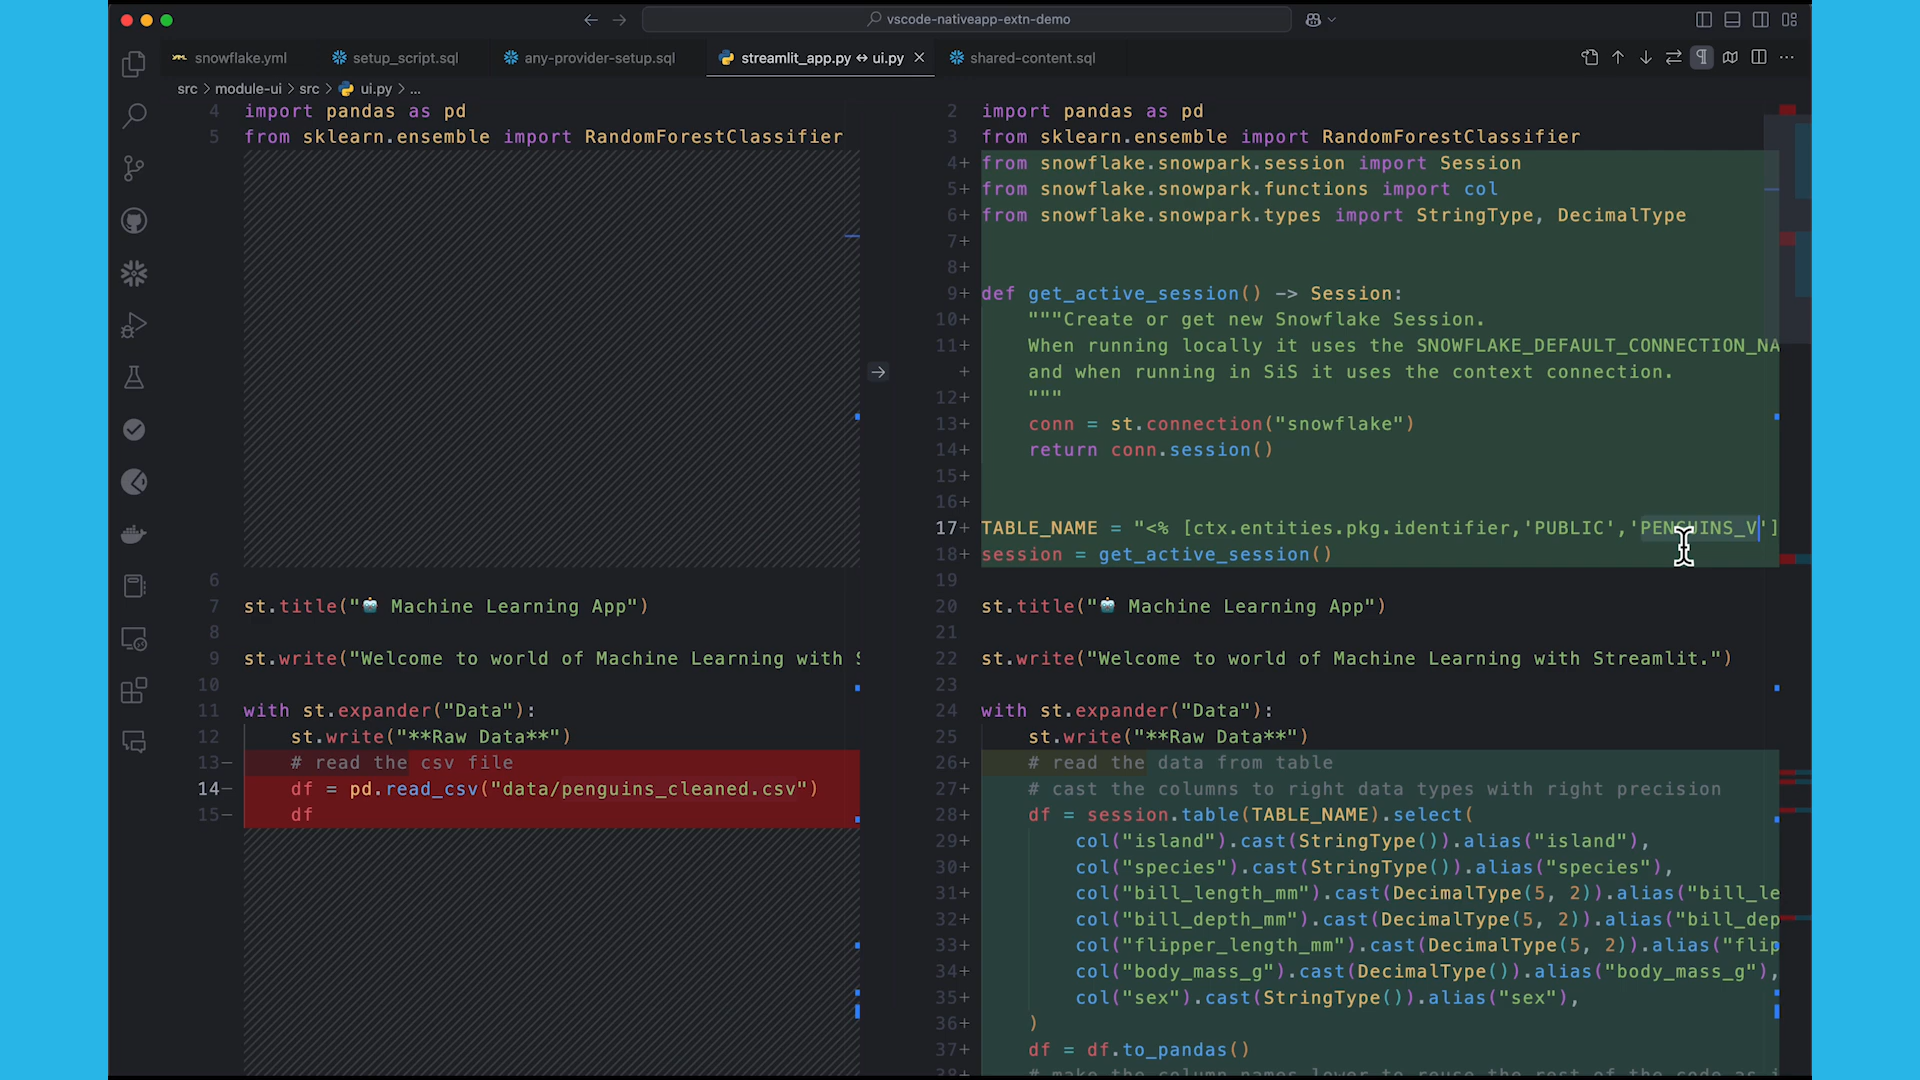 vscode-nativeapp-extn-demo
snowflake.yml
setup_script.sql
any-provider-setup.sql
streamlit_app.py ↔ ui.py
shared-content.sql
src > module-ui > src > ui.py > ...
4 import pandas as pd
5 from sklearn.ensemble import RandomForestClassifier
6
7 st.title("🤖 Machine Learning App")
8
9 st.write("Welcome to world of Machine Learning with S
10
11 with st.expander("Data"):
12 st.write("**Raw Data**")
13- # read the csv file
14- df = pd.read_csv("data/penguins_cleaned.csv")
15- df
2 import pandas as pd
3 from sklearn.ensemble import RandomForestClassifier
4+ from snowflake.snowpark.session import Session
5+ from snowflake.snowpark.functions import col
6+ from snowflake.snowpark.types import StringType, DecimalType
7+
8+
9+ def get_active_session() -> Session:
10+ """Create or get new Snowflake Session.
11+ When running locally it uses the SNOWFLAKE_DEFAULT_CONNECTION_NA
+ and when running in SiS it uses the context connection.
12+ """
13+ conn = st.connection("snowflake")
14+ return conn.session()
15+
16+
17+ TABLE_NAME = "<% [ctx.entities.pkg.identifier,'PUBLIC','PENGUINS_V']
18+ session = get_active_session()
19
20 st.title("🤖 Machine Learning App")
21
22 st.write("Welcome to world of Machine Learning with Streamlit.")
23
24 with st.expander("Data"):
25 st.write("**Raw Data**")
26+ # read the data from table
27+ # cast the columns to right data types with right precision
28+ df = session.table(TABLE_NAME).select(
29+ col("island").cast(StringType()).alias("island"),
30+ col("species").cast(StringType()).alias("species"),
31+ col("bill_length_mm").cast(DecimalType(5, 2)).alias("bill_le
32+ col("bill_depth_mm").cast(DecimalType(5, 2)).alias("bill_dep
33+ col("flipper_length_mm").cast(DecimalType(5, 2)).alias("flip
34+ col("body_mass_g").cast(DecimalType()).alias("body_mass_g"),
35+ col("sex").cast(StringType()).alias("sex"),
36+ )
37+ df = df.to_pandas()
38+ # make the column names lower to reuse the rest of the code as i